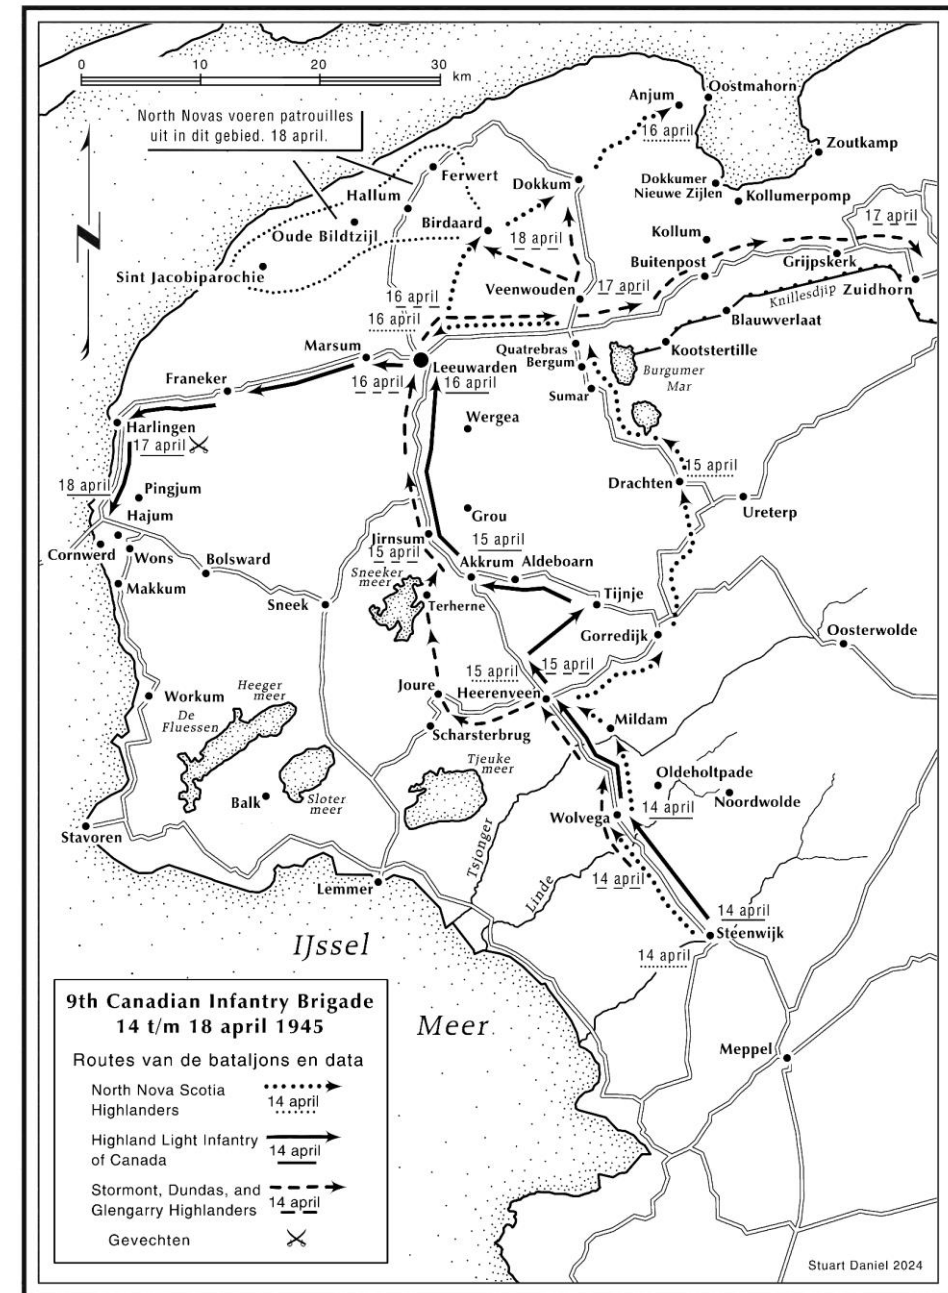 0 10 20 30 km
North Novas voeren patrouilles
uit in dit gebied. 18 april.
Anjum
Oostmahorn
16 april
Zoutkamp
Ferwert
Dokkum
Dokkumer
Nieuwe Zijlen
Kollumerpomp
Hallum
Oude Bildtzijl
Birdaard
17 april
18 april
Kollum
N
Sint Jacobiparochie
Buitenpost
Grijpskerk
16 april
Veenwouden
17 april
Knillesdjip
Zuidhorn
16 april
Blauwverlaat
Marsum
Leeuwarden
Quatrebras
Bergum
Kootstertille
Franeker
16 april
16 april
Burgumer
Mar
Sumar
Harlingen
Wergea
17 april
15 april
18 april
Pingjum
Drachten
Hajum
Grou
Ureterp
Jirnsum
15 april
15 april
Cornwerd
Wons
Bolsward
Akkrum
Aldeboarn
Sneeker
meer
Makkum
Sneek
Terherne
Tijnje
Gorredijk
Oosterwolde
15 april
15 april
Joure
Heerenveen
Workum
Heeger
meer
De
Fluessen
Scharsterbrug
Mildam
Tjeuke
meer
Oldeholtpade
Noordwolde
Balk
Sloter
meer
14 april
Wolvega
Stavoren
Tsjonger
Lemmer
Linde
14 april
14 april
Steenwijk
14 april
IJssel
Meer
Meppel
9th Canadian Infantry Brigade
14 t/m 18 april 1945
Routes van de bataljons en data
North Nova Scotia
Highlanders
14 april
Highland Light Infantry
of Canada
14 april
Stormont, Dundas, and
Glengarry Highlanders
14 april
Gevechten
Stuart Daniel 2024